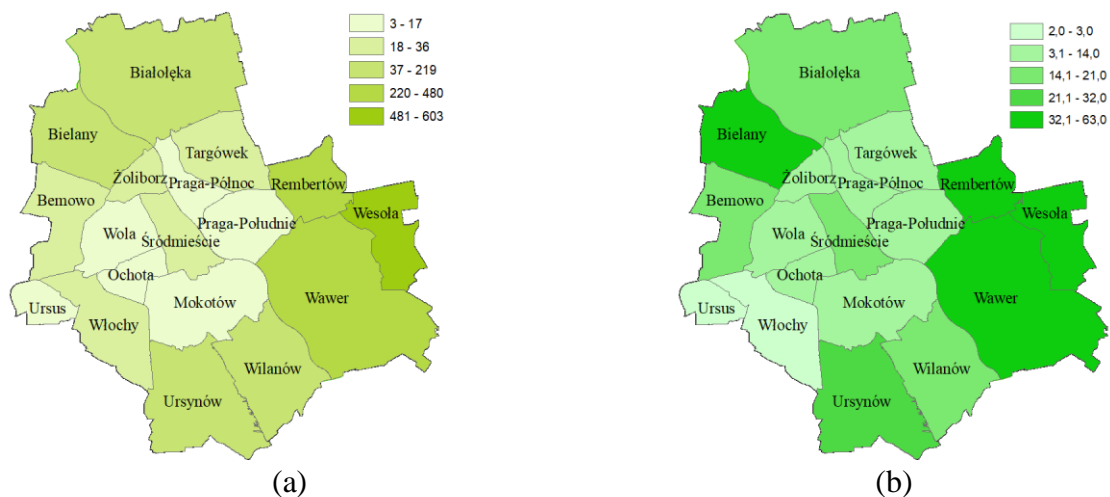 3 - 17
18 - 36
37 - 219
220 - 480
481 - 603
Białołęka
Bielany
Targówek
Żoliborz
Praga-Północ
Rembertów
Bemowo
Wesoła
Praga-Południe
Wola
Śródmieście
Ochota
Wawer
Ursus
Mokotów
Włochy
Wilanów
Ursynów
(a)
2,0 - 3,0
3,1 - 14,0
14,1 - 21,0
21,1 - 32,0
32,1 - 63,0
Białołęka
Bielany
Targówek
Żoliborz
Praga-Północ
Rembertów
Bemowo
Wesoła
Praga-Południe
Wola
Śródmieście
Ochota
Wawer
Ursus
Mokotów
Włochy
Wilanów
Ursynów
(b)